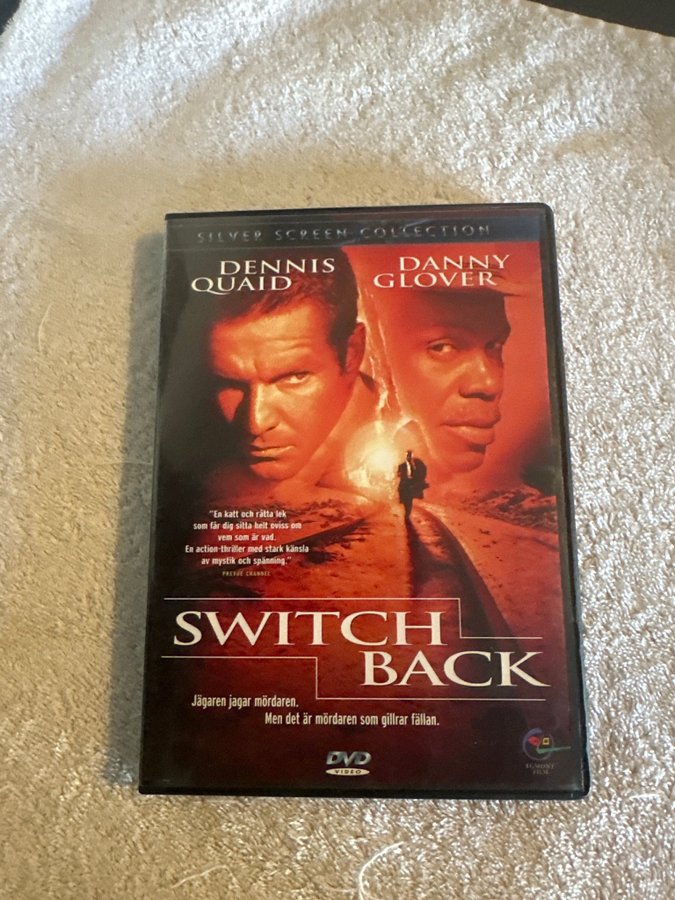 SILVER SCREEN COLLECTION
DENNIS QUAID
DANNY GLOVER
"En katt och råtta lek
som får dig sitta helt oviss om
vem som är vad.
En action-thriller med stark känsla
av mystik och spänning."
PREVUE CHANNEL
SWITCH
BACK
Jägaren jagar mördaren.
Men det är mördaren som gillrar fällan.
DVD
VIDEO
EGMONT
FILM